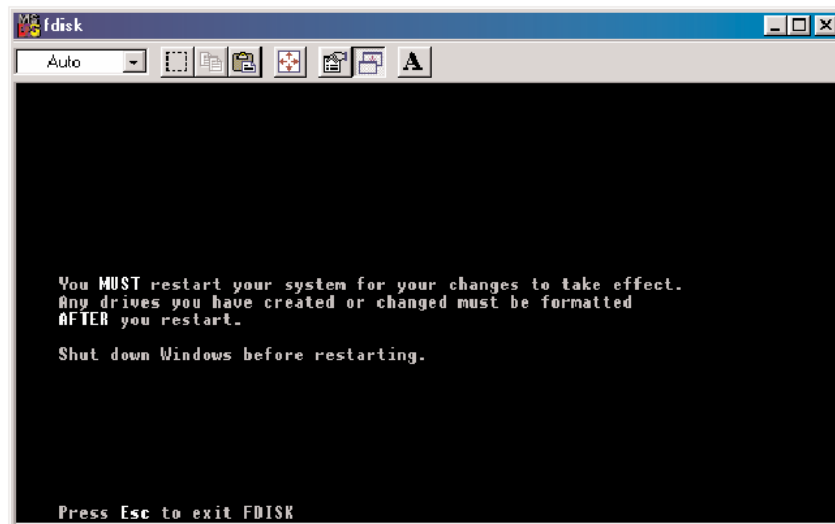 fdisk
Auto
A
You MUST restart your system for your changes to take effect.
Any drives you have created or changed must be formatted
AFTER you restart.
Shut down Windows before restarting.
Press Esc to exit FDISK